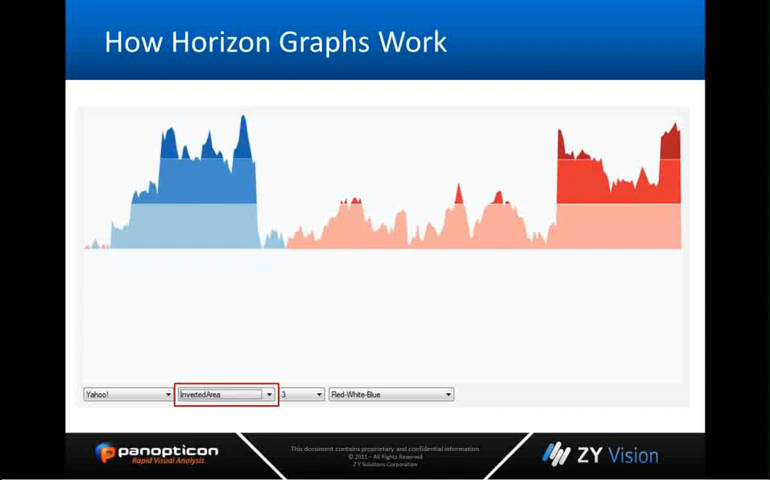 How Horizon Graphs Work
Yahoo!
InvertedArea
3
Red-White-Blue
panopticon
Rapid Visual Analysis
This document contains proprietary and confidential information.
© 2011 – All Rights Reserved.
ZY Solutions Corporation
ZY Vision